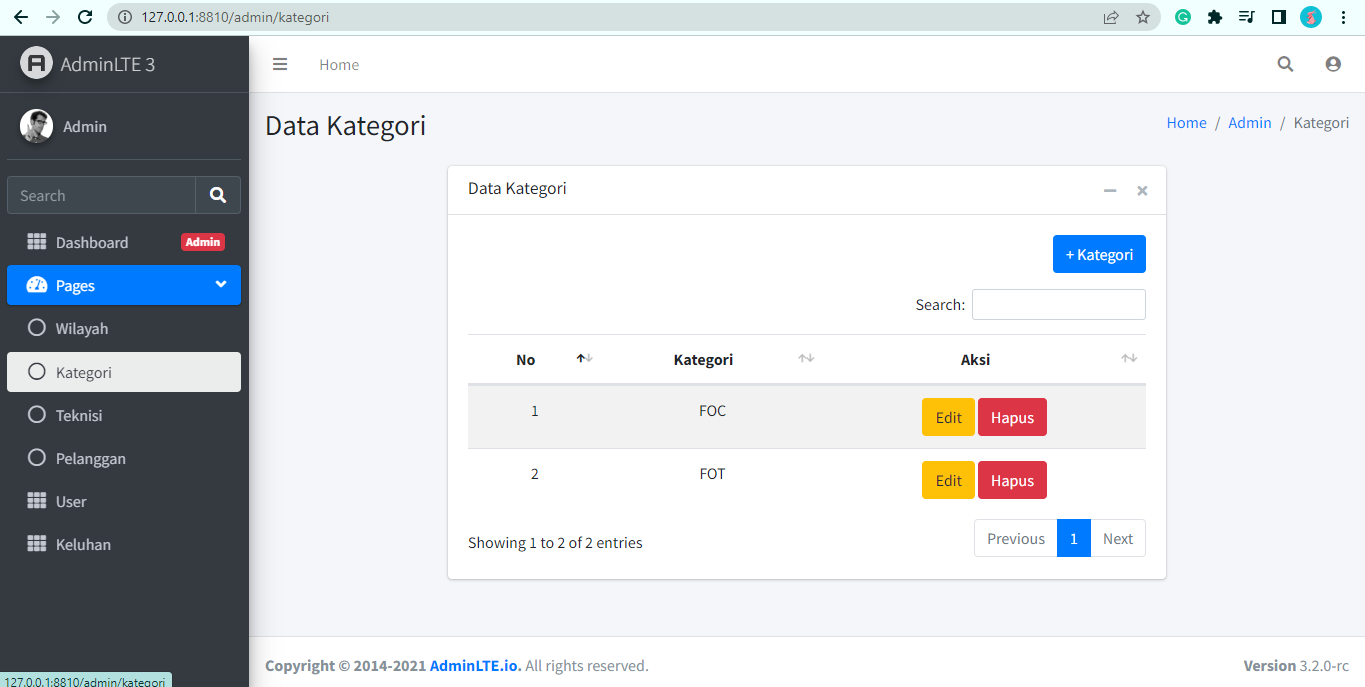 127.0.0.1:8810/admin/kategori
AdminLTE 3
Home
Admin
Data Kategori
Home / Admin / Kategori
Search
Data Kategori
Dashboard Admin
+ Kategori
Pages
Search:
Wilayah
No Kategori Aksi
Kategori
1 FOC Edit Hapus
Teknisi
Pelanggan
2 FOT Edit Hapus
User
Keluhan
Showing 1 to 2 of 2 entries
Previous 1 Next
Copyright © 2014-2021 AdminLTE.io. All rights reserved.
Version 3.2.0-rc
127.0.0.1:8810/admin/kategori